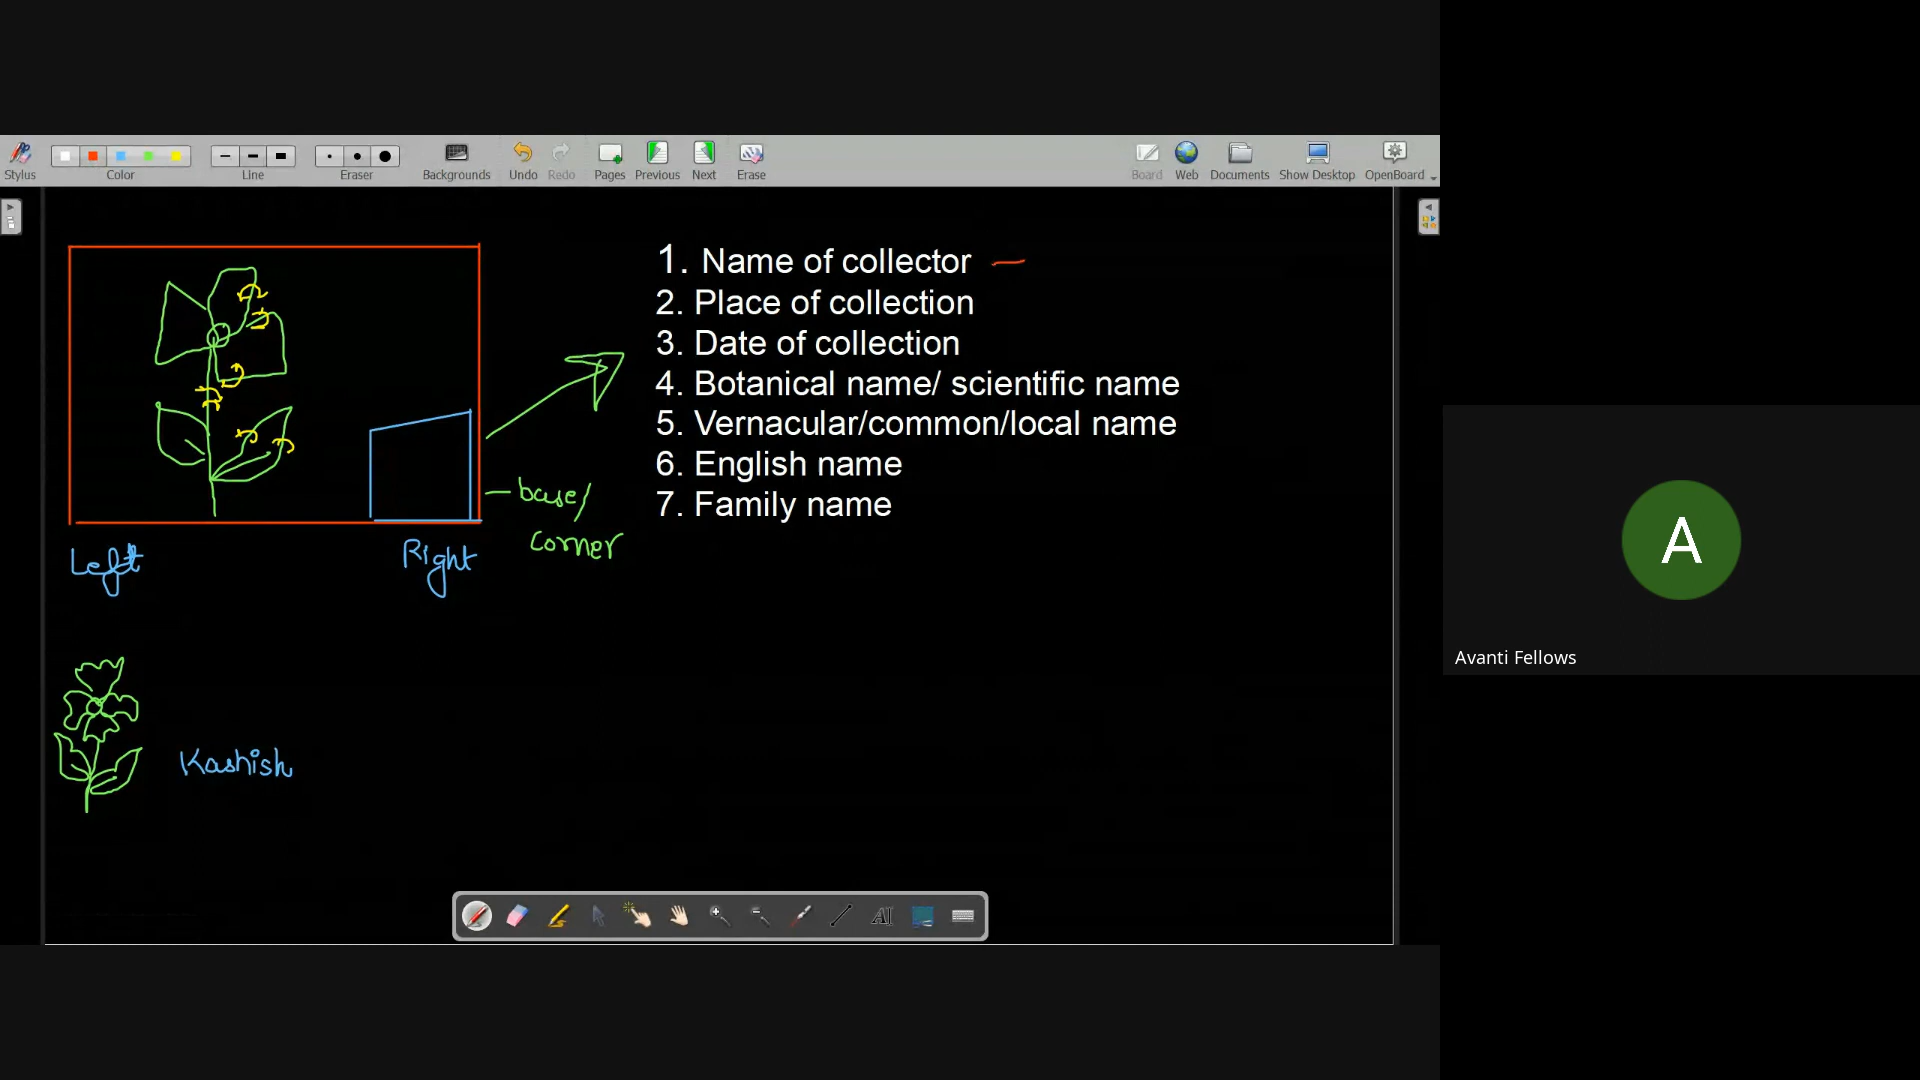 Stylus
Color
Line
Eraser
Backgrounds
Undo
Redo
Pages
Previous
Next
Erase
Board
Web
Documents
Show Desktop
OpenBoard
1. Name of collector
2. Place of collection
3. Date of collection
4. Botanical name/ scientific name
5. Vernacular/common/local name
6. English name
7. Family name
base/
corner
Left
Right
Kashish
A
Avanti Fellows